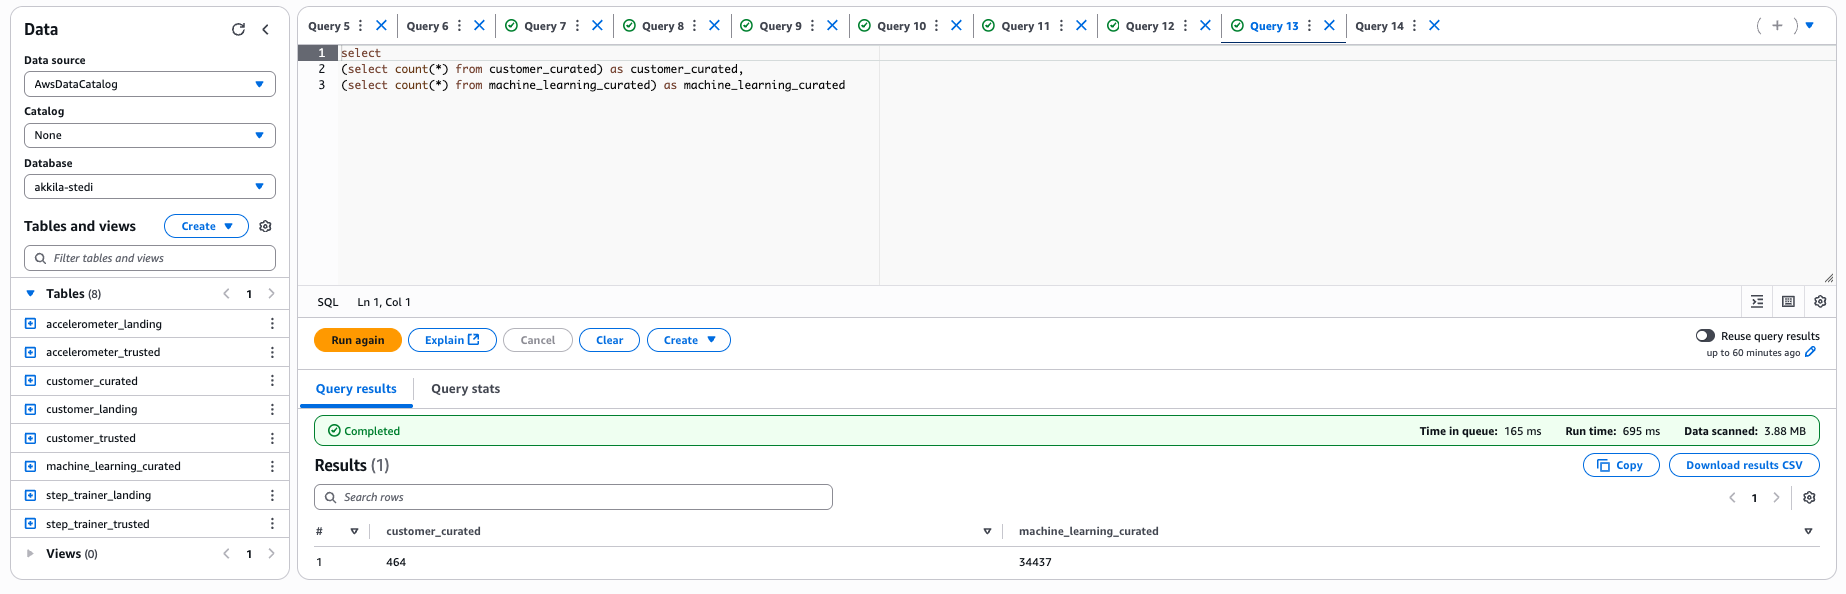 Data
Data source
AwsDataCatalog
Catalog
None
Database
akkila-stedi
Tables and views
Create
Filter tables and views
Tables (8)
1
accelerometer_landing
accelerometer_trusted
customer_curated
customer_landing
customer_trusted
machine_learning_curated
step_trainer_landing
step_trainer_trusted
Views (0)
1
Query 5
Query 6
Query 7
Query 8
Query 9
Query 10
Query 11
Query 12
Query 13
Query 14
1 select
2 (select count(*) from customer_curated) as customer_curated,
3 (select count(*) from machine_learning_curated) as machine_learning_curated
SQL Ln 1, Col 1
Run again
Explain
Cancel
Clear
Create
Reuse query results
up to 60 minutes ago
Query results
Query stats
Completed
Time in queue: 165 ms Run time: 695 ms Data scanned: 3.88 MB
Results (1)
Copy
Download results CSV
Search rows
1
# customer_curated machine_learning_curated
1 464 34437